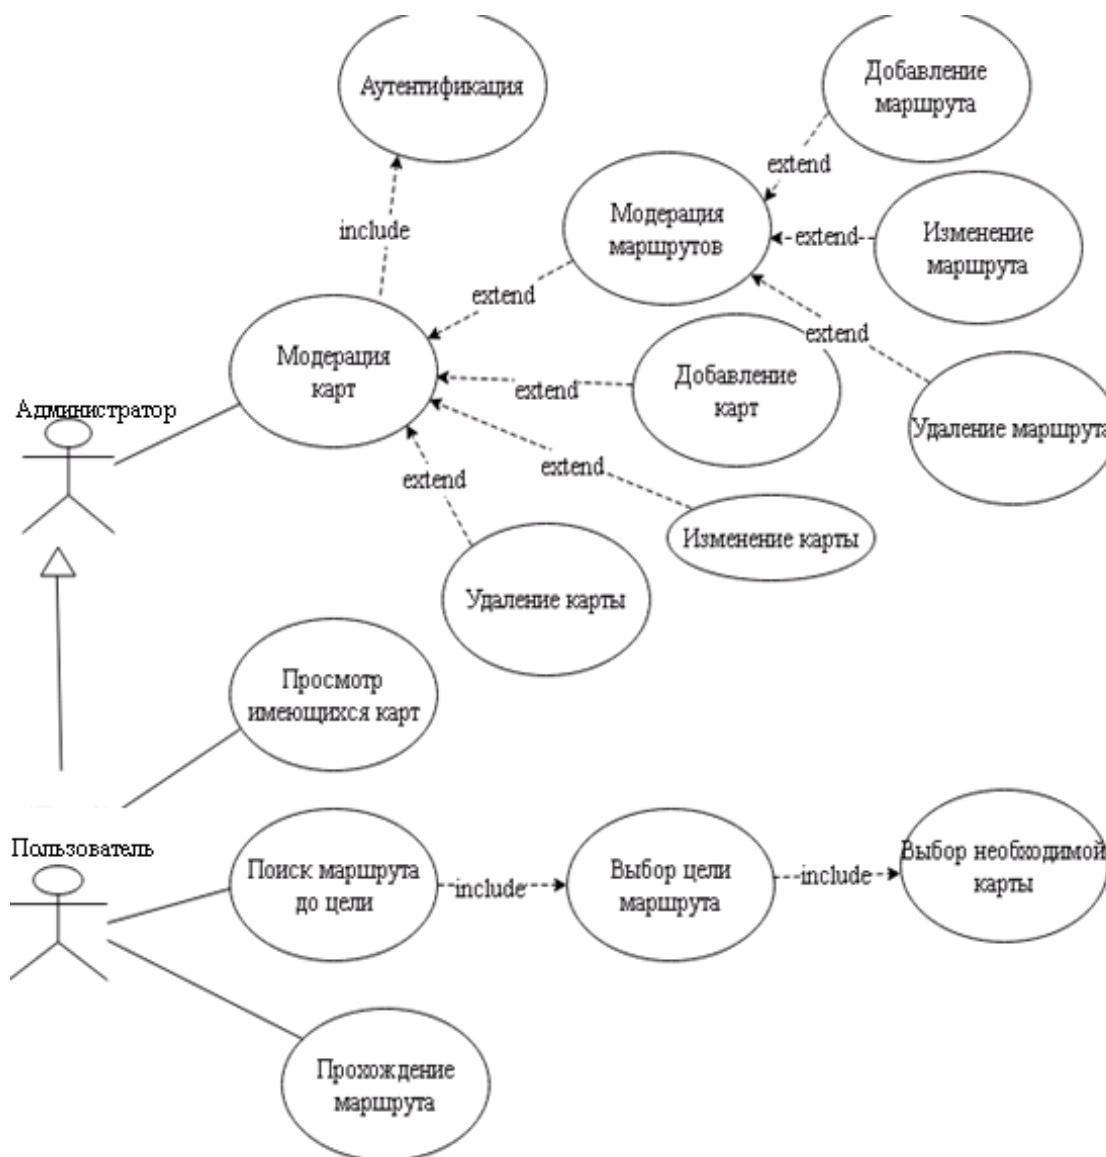 Аутентификация
Добавление
маршрута
extend
Модерация
маршрутов
extend
Изменение
маршрута
include
extend
extend
Модерация
карт
Добавление
карт
extend
Администратор
Удаление маршрута
extend
extend
Изменение карты
Удаление карты
Просмотр
имеющихся карт
Пользователь
Поиск маршрута
до цели
include
Выбор цели
маршрута
include
Выбор необходимой
карты
Прохождение
маршрута